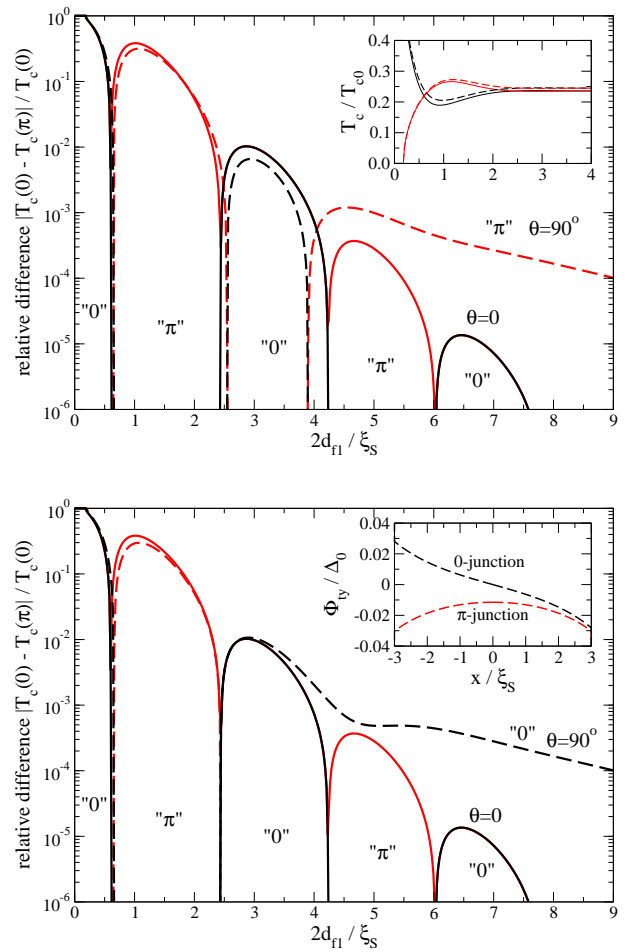 relative difference |T_c(0) - T_c(π)| / T_c(0)
10^0
10^-1
10^-2
10^-3
10^-4
10^-5
10^-6
T_c / T_c0
0.4
0.2
0.0
0 1 2 3 4
"π" θ=90°
"0"
"π"
"0"
"π"
θ=0
"0"
0 1 2 3 4 5 6 7 8 9
2d_f1 / ξ_S
relative difference |T_c(0) - T_c(π)| / T_c(0)
10^0
10^-1
10^-2
10^-3
10^-4
10^-5
10^-6
Φ_ty / Δ_0
0.04
0.02
0
-0.02
-0.04
0-junction
π-junction
-3 -2 -1 0 1 2 3
x / ξ_S
"0" θ=90°
"0"
"π"
"0"
"π"
θ=0
"0"
0 1 2 3 4 5 6 7 8 9
2d_f1 / ξ_S